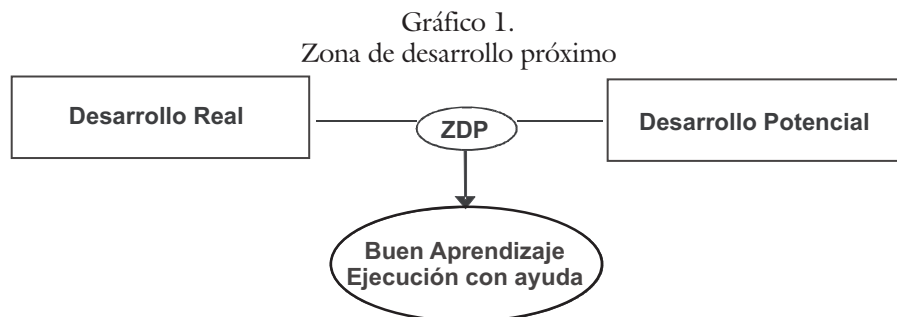 Gráfico 1.
Zona de desarrollo próximo
Desarrollo Real
ZDP
Desarrollo Potencial
Buen Aprendizaje
Ejecución con ayuda